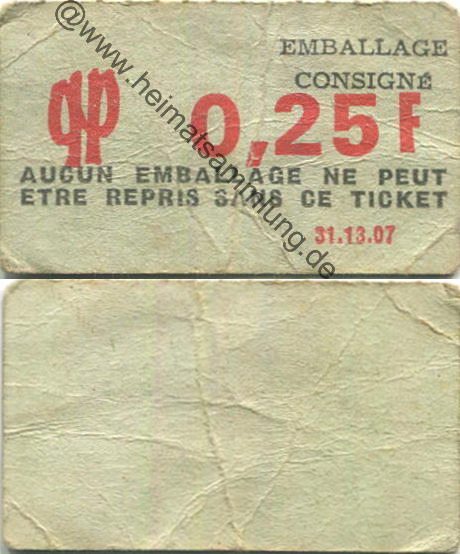 EMBALLAGE
CONSIGNÉ
0,25 F
AUCUN EMBALLAGE NE PEUT
ETRE REPRIS SANS CE TICKET
31.13.07
@www.heimatsammlung.de